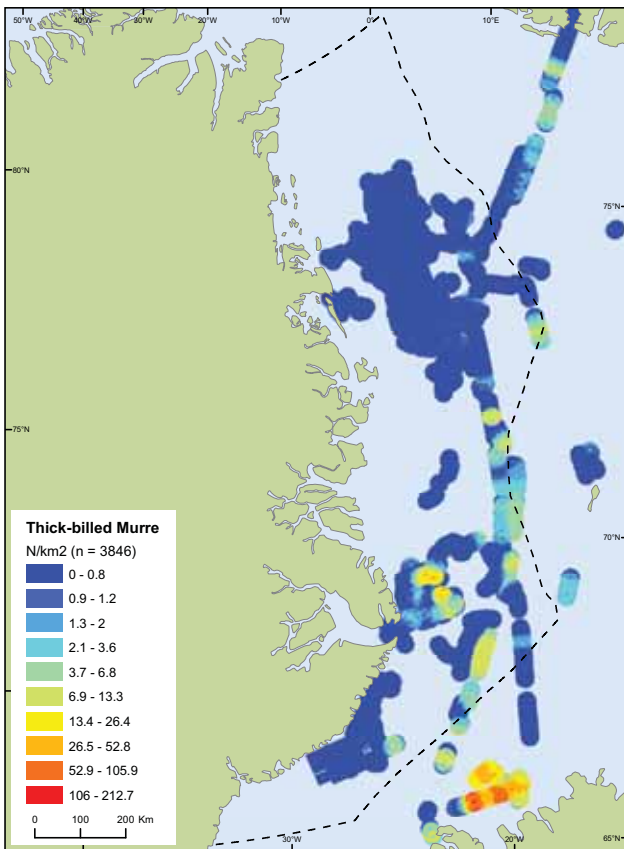 50°W 40°W 20°W 0° 10°E
80°N
75°N
75°N
70°N
Thick-billed Murre
N/km2 (n = 3846)
0 - 0.8
0.9 - 1.2
1.3 - 2
2.1 - 3.6
3.7 - 6.8
6.9 - 13.3
13.4 - 26.4
26.5 - 52.8
52.9 - 105.9
106 - 212.7
0 100 200 Km
30°W 20°W 65°N